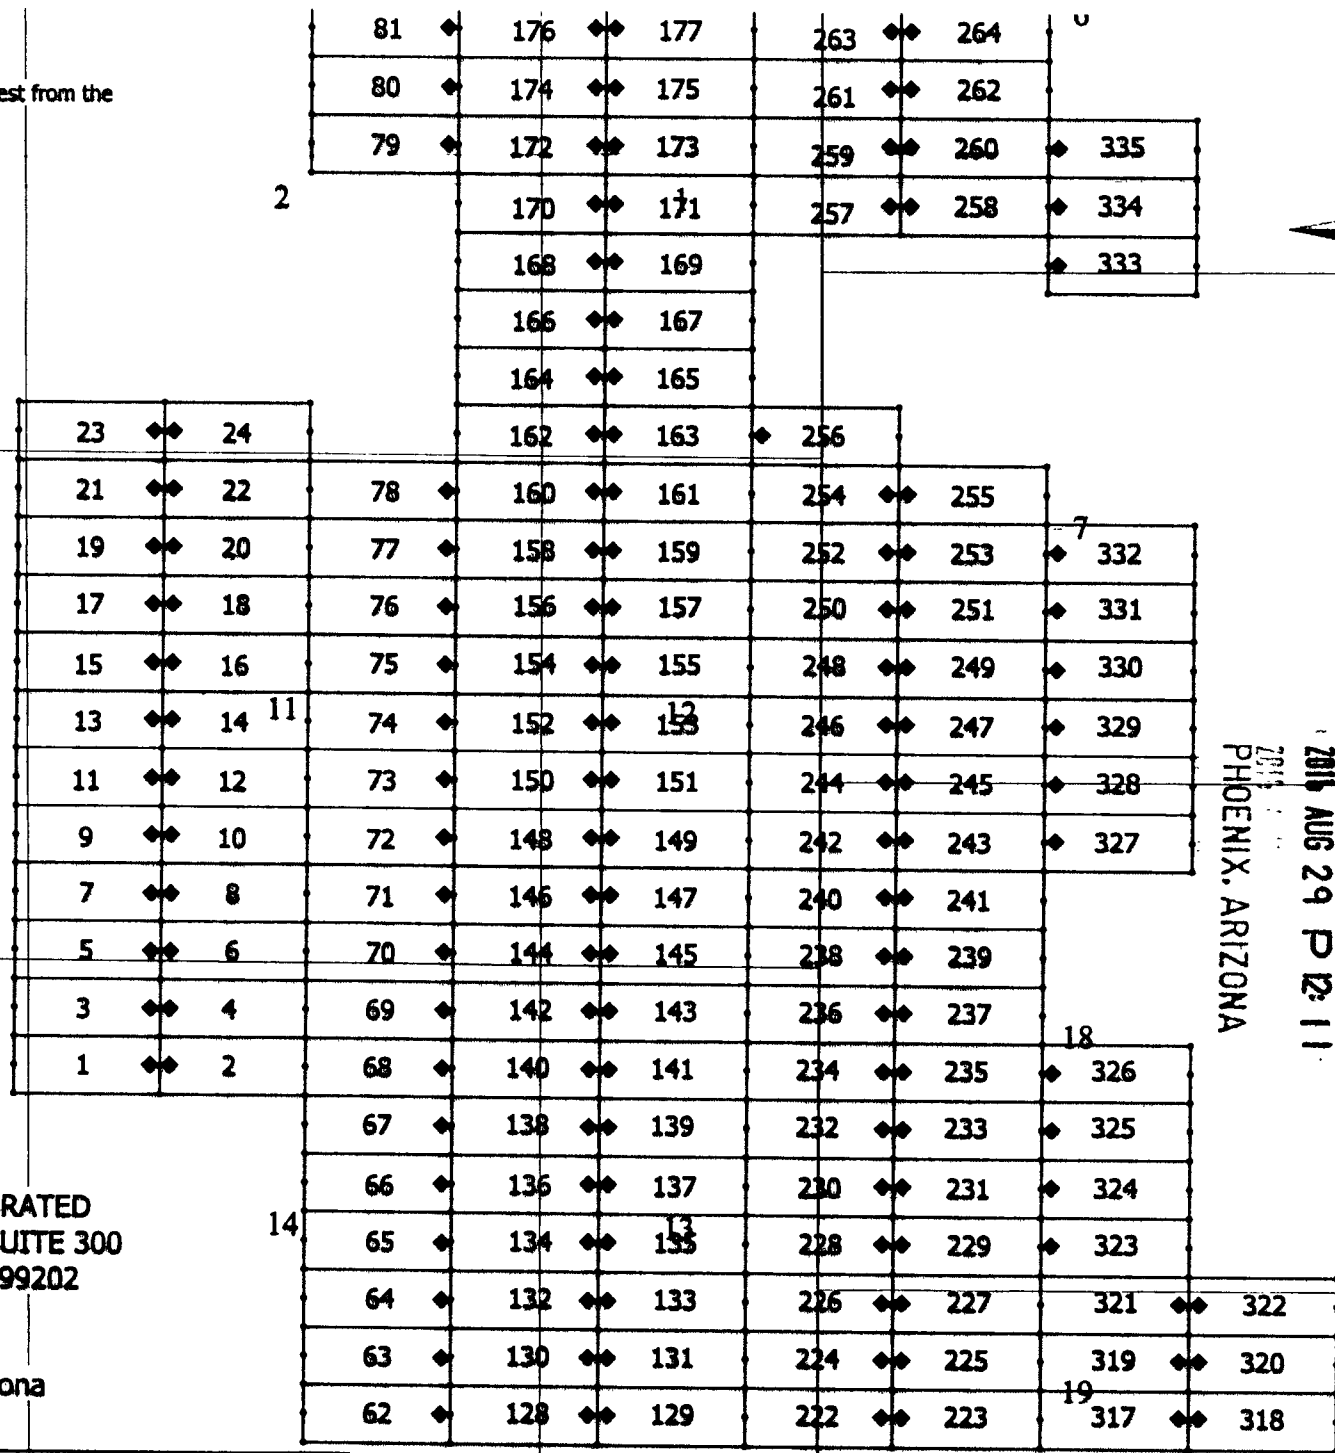 81 176 177 263 264
80 174 175 261 262
est from the
79 172 173 259 260 335
2 170 171 1 257 258 334
168 169 333
166 167
164 165
23 24 162 163 256
21 22 78 160 161 254 255
19 20 77 158 159 252 253 7 332
17 18 76 156 157 250 251 331
15 16 75 154 155 248 249 330
13 14 11 74 152 153 12 246 247 329
11 12 73 150 151 244 245 328
9 10 72 148 149 242 243 327
7 8 71 146 147 240 241
5 6 70 144 145 238 239
3 4 69 142 143 236 237
1 2 68 140 141 234 235 18 326
67 138 139 232 233 325
66 136 137 230 231 324
14 65 134 135 13 228 229 323
64 132 133 226 227 321 322
63 130 131 224 225 319 320
62 128 129 222 223 19 317 318
RATED
UITE 300
99202
ona
AUG 29 P 12: 11
PHOENIX, ARIZONA